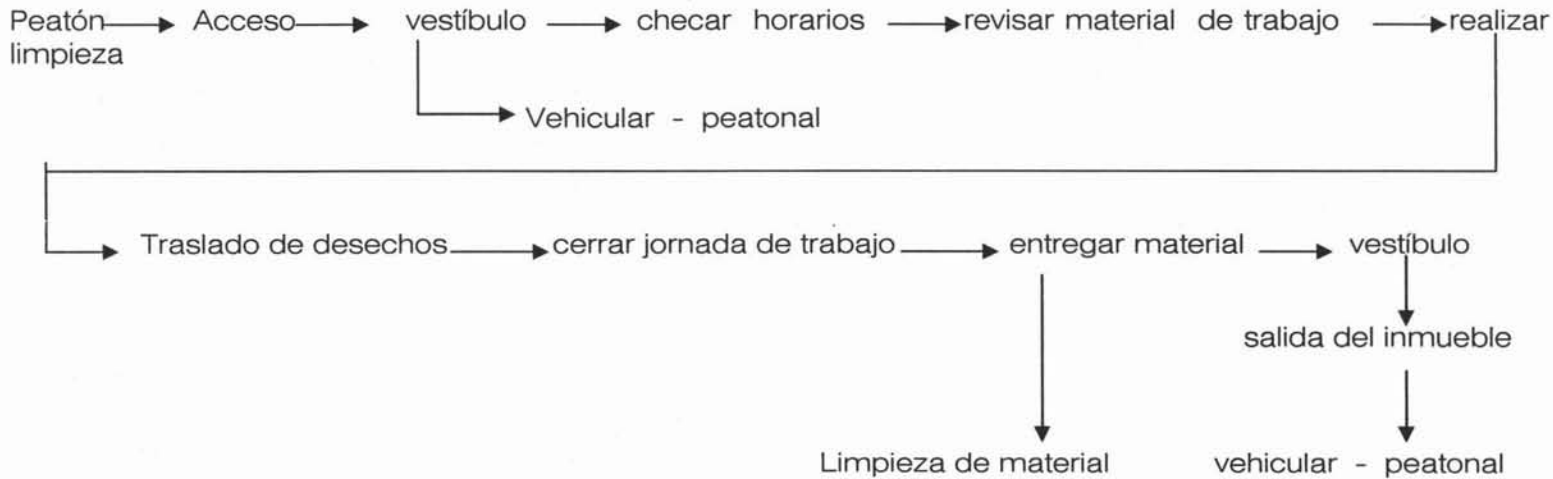 Peatón Acceso vestíbulo checar horarios revisar material de trabajo realizar
limpieza
Vehicular - peatonal
Traslado de desechos cerrar jornada de trabajo entregar material vestíbulo
salida del inmueble
Limpieza de material vehicular - peatonal